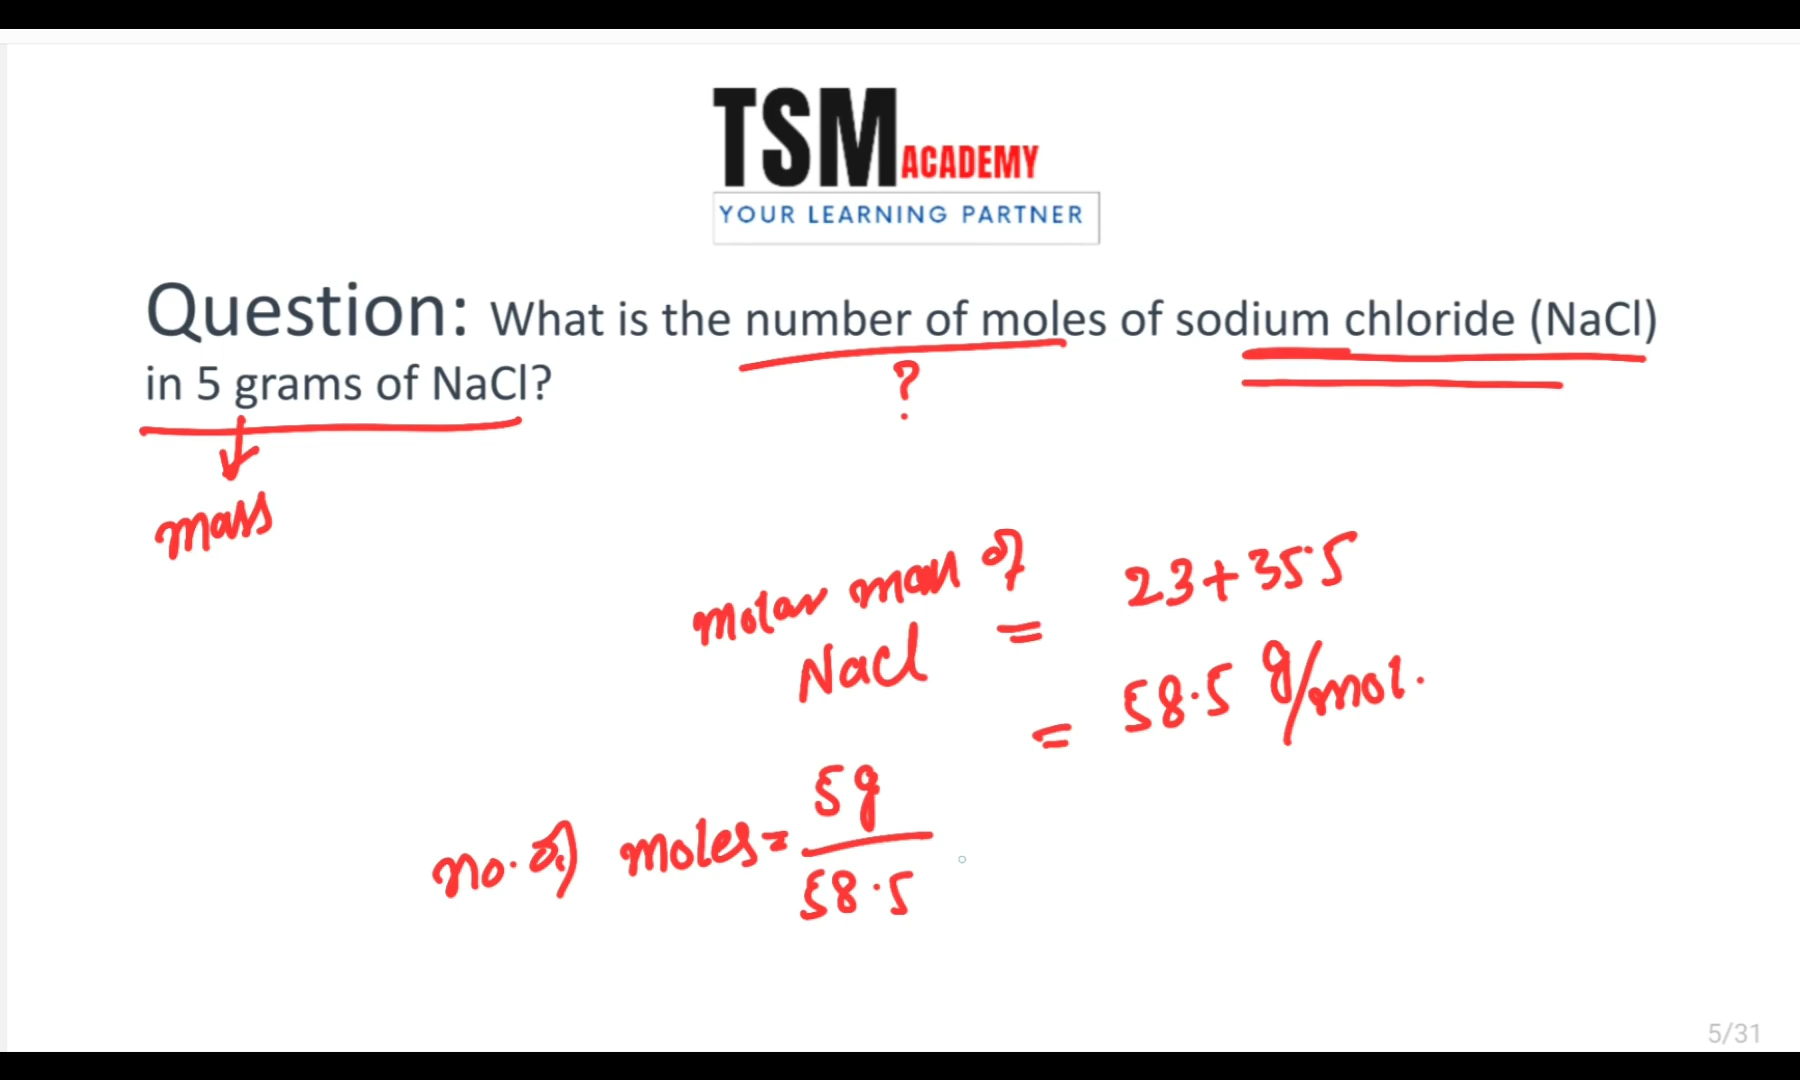 TSM ACADEMY
YOUR LEARNING PARTNER
Question: What is the number of moles of sodium chloride (NaCl)
in 5 grams of NaCl?
?
mass
molar mass of
NaCl = 23+35.5
= 58.5 g/mol.
no. of moles = 5g
58.5
5/31